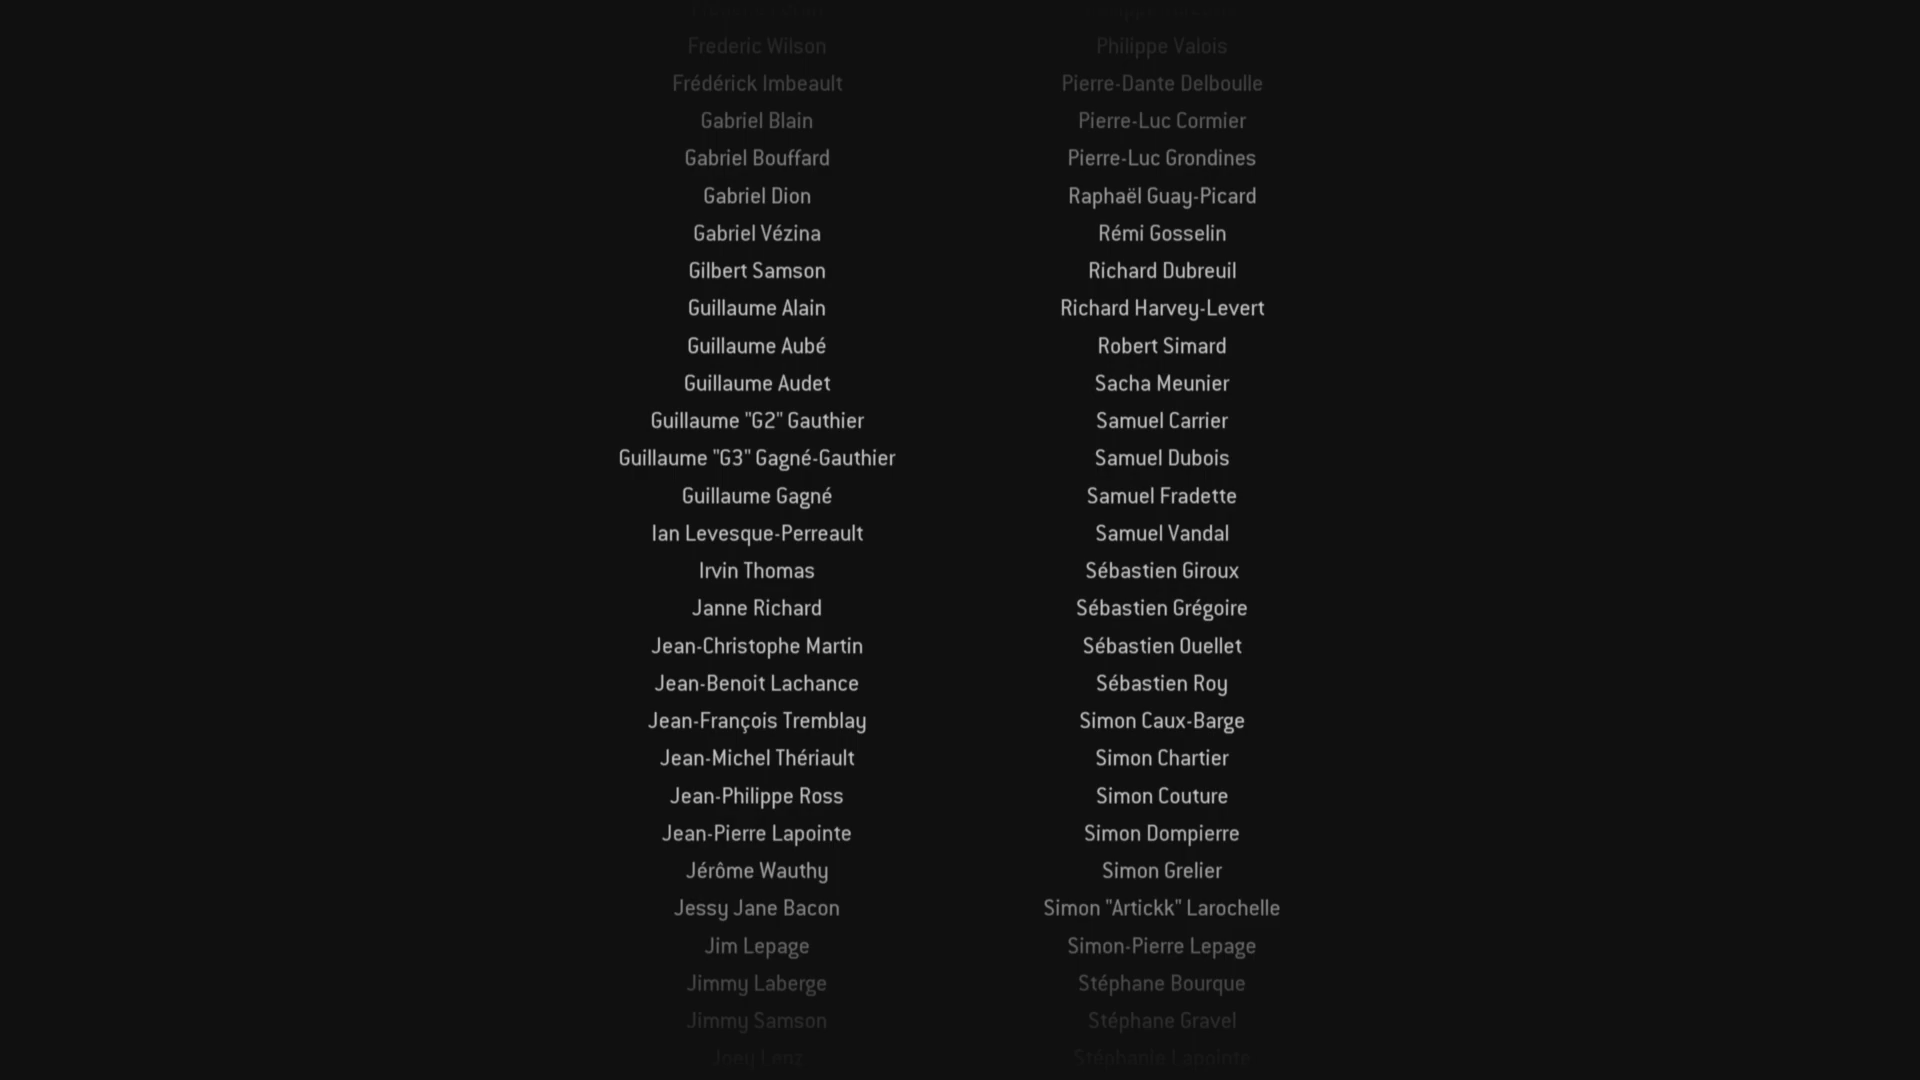 Frederic Wilson
Frédérick Imbeault
Gabriel Blain
Gabriel Bouffard
Gabriel Dion
Gabriel Vézina
Gilbert Samson
Guillaume Alain
Guillaume Aubé
Guillaume Audet
Guillaume "G2" Gauthier
Guillaume "G3" Gagné-Gauthier
Guillaume Gagné
Ian Levesque-Perreault
Irvin Thomas
Janne Richard
Jean-Christophe Martin
Jean-Benoit Lachance
Jean-François Tremblay
Jean-Michel Thériault
Jean-Philippe Ross
Jean-Pierre Lapointe
Jérôme Wauthy
Jessy Jane Bacon
Jim Lepage
Jimmy Laberge
Jimmy Samson
Joey Lenz
Philippe Valois
Pierre-Dante Delboulle
Pierre-Luc Cormier
Pierre-Luc Grondines
Raphaël Guay-Picard
Rémi Gosselin
Richard Dubreuil
Richard Harvey-Levert
Robert Simard
Sacha Meunier
Samuel Carrier
Samuel Dubois
Samuel Fradette
Samuel Vandal
Sébastien Giroux
Sébastien Grégoire
Sébastien Ouellet
Sébastien Roy
Simon Caux-Barge
Simon Chartier
Simon Couture
Simon Dompierre
Simon Grelier
Simon "Artickk" Larochelle
Simon-Pierre Lepage
Stéphane Bourque
Stéphane Gravel
Stéphanie Lapointe